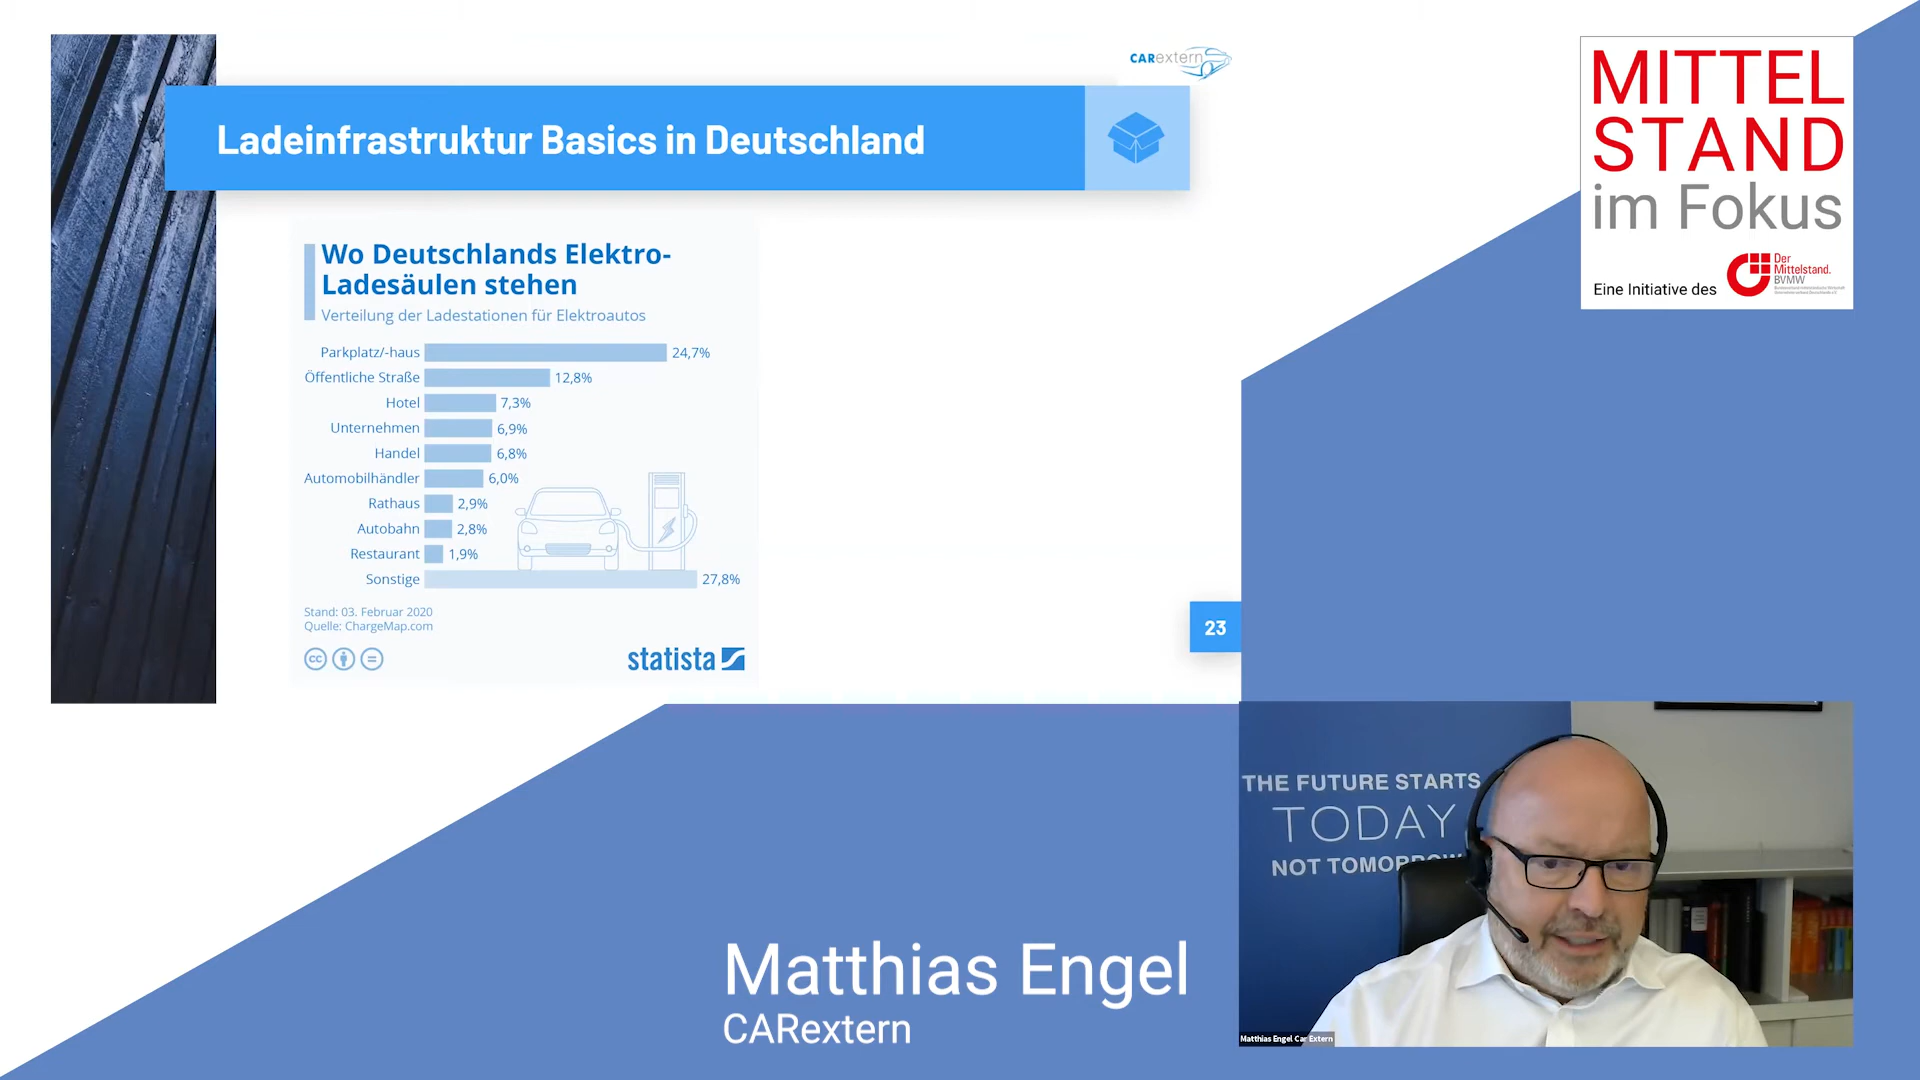 CARextern
Ladeinfrastruktur Basics in Deutschland
Wo Deutschlands Elektro-
Ladesäulen stehen
Verteilung der Ladestationen für Elektroautos
Parkplatz/-haus 24,7%
Öffentliche Straße 12,8%
Hotel 7,3%
Unternehmen 6,9%
Handel 6,8%
Automobilhändler 6,0%
Rathaus 2,9%
Autobahn 2,8%
Restaurant 1,9%
Sonstige 27,8%
Stand: 03. Februar 2020
Quelle: ChargeMap.com
cc
statista
23
MITTEL
STAND
im Fokus
Eine Initiative des
Der
Mittelstand.
BVMW
THE FUTURE STARTS
TODAY
NOT TOMORROW
Matthias Engel Car Extern
Matthias Engel
CARextern